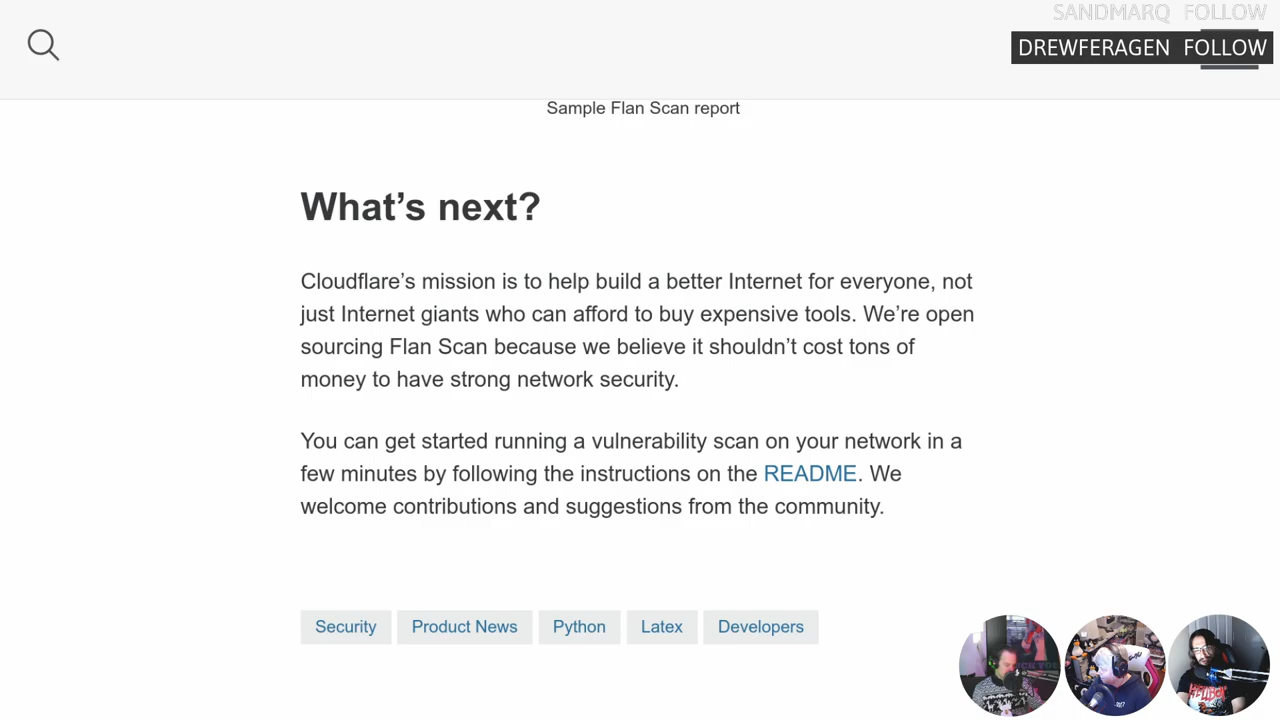 SANDMARQ FOLLOW
DREWFERAGEN FOLLOW
Sample Flan Scan report
What’s next?
Cloudflare’s mission is to help build a better Internet for everyone, not
just Internet giants who can afford to buy expensive tools. We’re open
sourcing Flan Scan because we believe it shouldn’t cost tons of
money to have strong network security.
You can get started running a vulnerability scan on your network in a
few minutes by following the instructions on the README. We
welcome contributions and suggestions from the community.
Security
Product News
Python
Latex
Developers